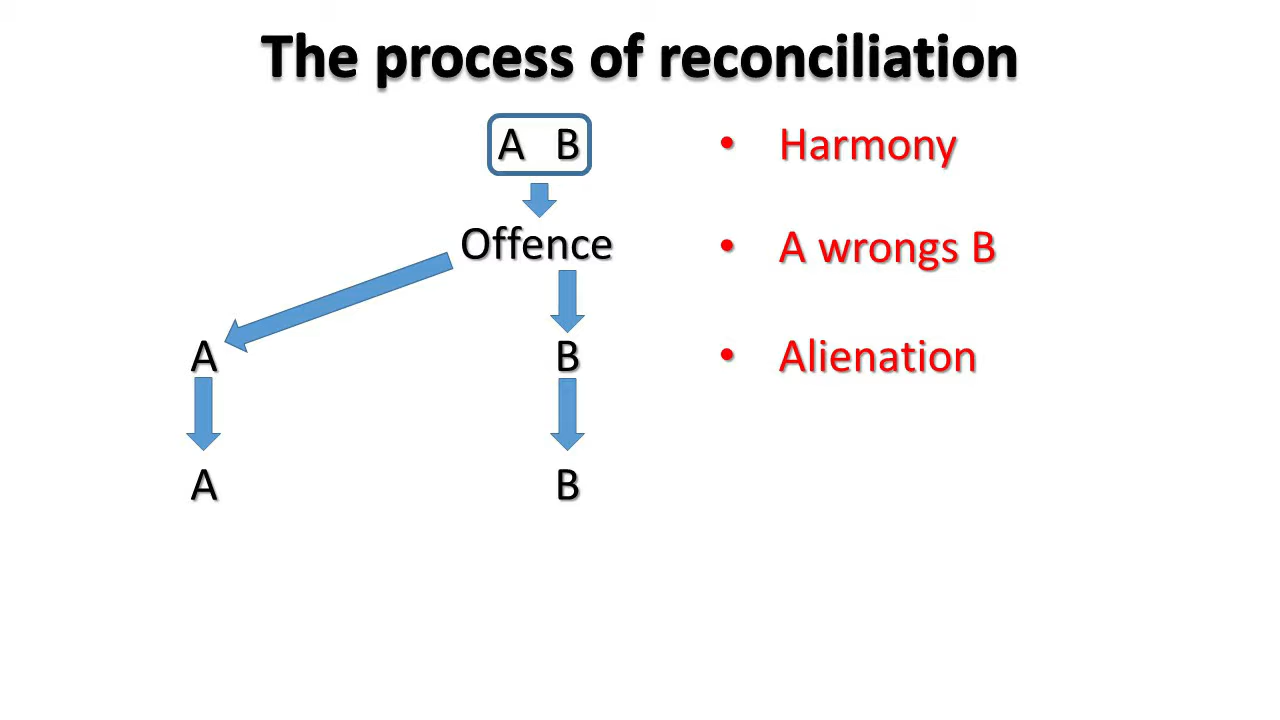 The process of reconciliation
A B
• Harmony
Offence
• A wrongs B
A
B
• Alienation
A
B